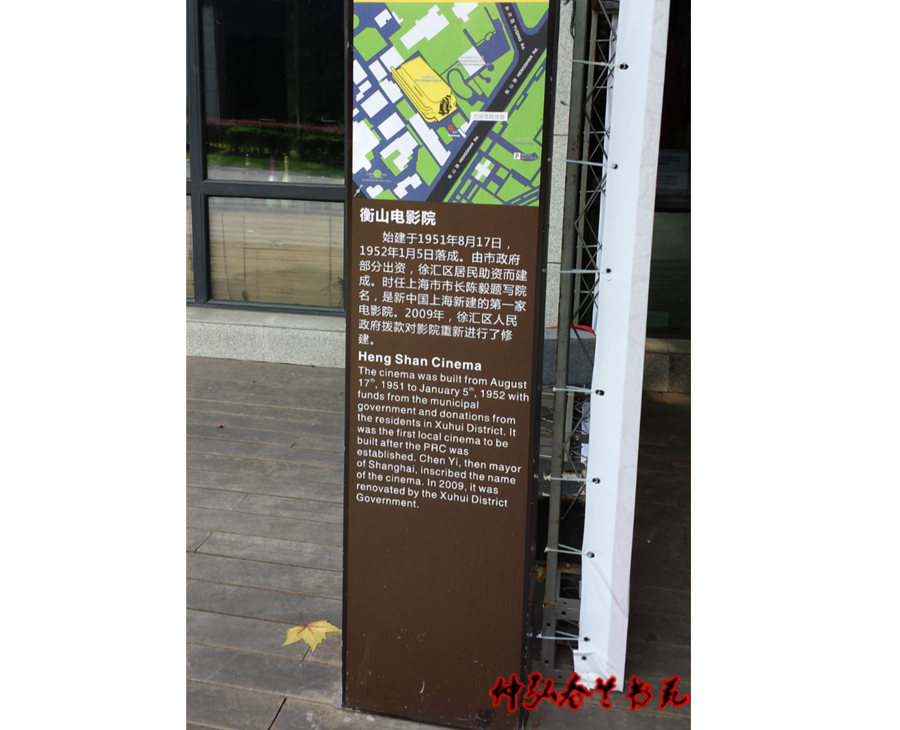 HENGSHAN RD.
衡山电影院
始建于1951年8月17日，
1952年1月5日落成。由市政府
部分出资，徐汇区居民助资而建
成。时任上海市市长陈毅题写院
名，是新中国上海新建的第一家
电影院。2009年，徐汇区人民
政府拨款对影院重新进行了修
建。
Heng Shan Cinema
The cinema was built from August
17th, 1951 to January 5th, 1952 with
funds from the municipal
government and donations from
the residents in Xuhui District. It
was the first local cinema to be
built after the PRC was
established. Chen Yi, then mayor
of Shanghai, inscribed the name
of the cinema. In 2009, it was
renovated by the Xuhui District
Government.